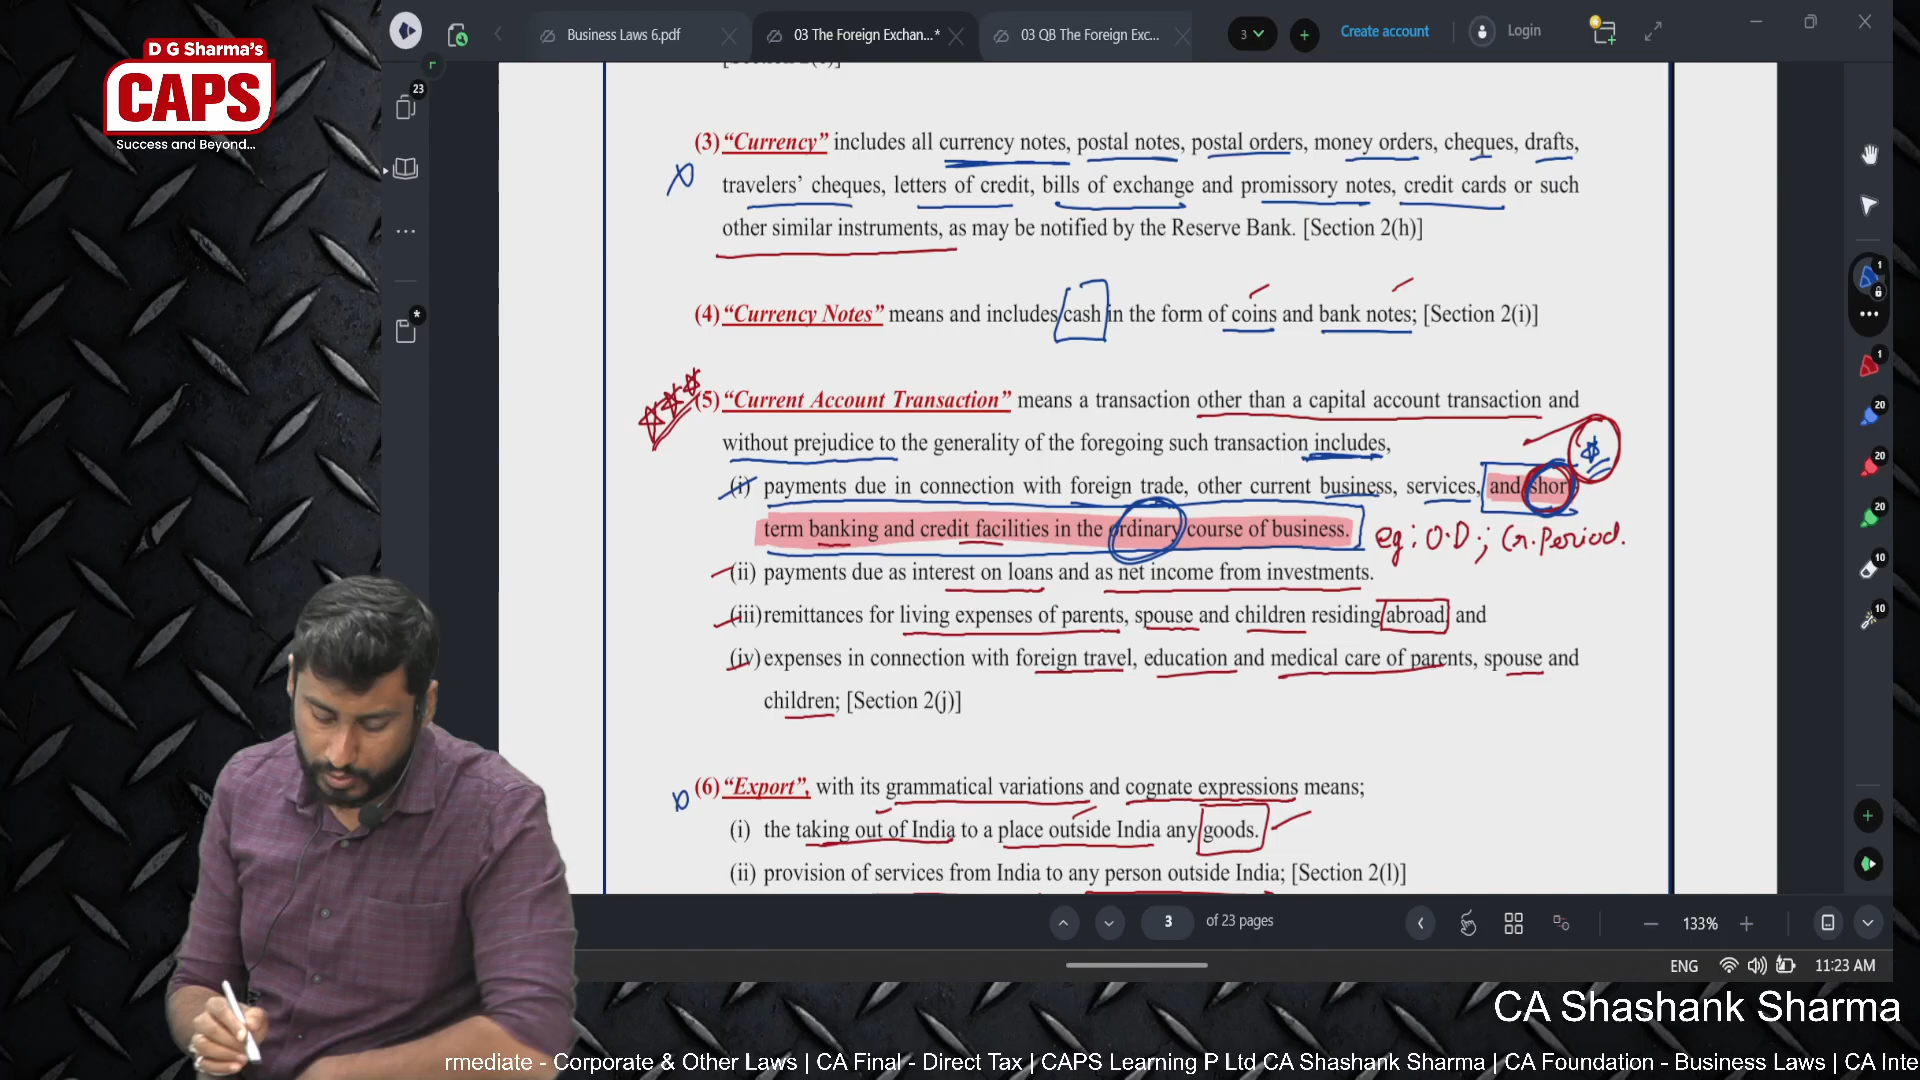 D G Sharma's
CAPS
Success and Beyond...
Business Laws 6.pdf
03 The Foreign Exchan...*
03 QB The Foreign Exc...
3
Create account
Login
23
(3) “Currency” includes all currency notes, postal notes, postal orders, money orders, cheques, drafts,
travelers’ cheques, letters of credit, bills of exchange and promissory notes, credit cards or such
other similar instruments, as may be notified by the Reserve Bank. [Section 2(h)]
(4) “Currency Notes” means and includes cash in the form of coins and bank notes; [Section 2(i)]
(5) “Current Account Transaction” means a transaction other than a capital account transaction and
without prejudice to the generality of the foregoing such transaction includes,
(i) payments due in connection with foreign trade, other current business, services, and short
term banking and credit facilities in the ordinary course of business.
eg: O.D.; Cr. Period.
(ii) payments due as interest on loans and as net income from investments.
(iii) remittances for living expenses of parents, spouse and children residing abroad, and
(iv) expenses in connection with foreign travel, education and medical care of parents, spouse and
children; [Section 2(j)]
(6) “Export”, with its grammatical variations and cognate expressions means;
(i) the taking out of India to a place outside India any goods.
(ii) provision of services from India to any person outside India; [Section 2(l)]
1
1
20
20
20
10
10
3 of 23 pages
133%
ENG
11:23 AM
CA Shashank Sharma
rmediate - Corporate & Other Laws | CA Final - Direct Tax | CAPS Learning P Ltd CA Shashank Sharma | CA Foundation - Business Laws | CA Inte